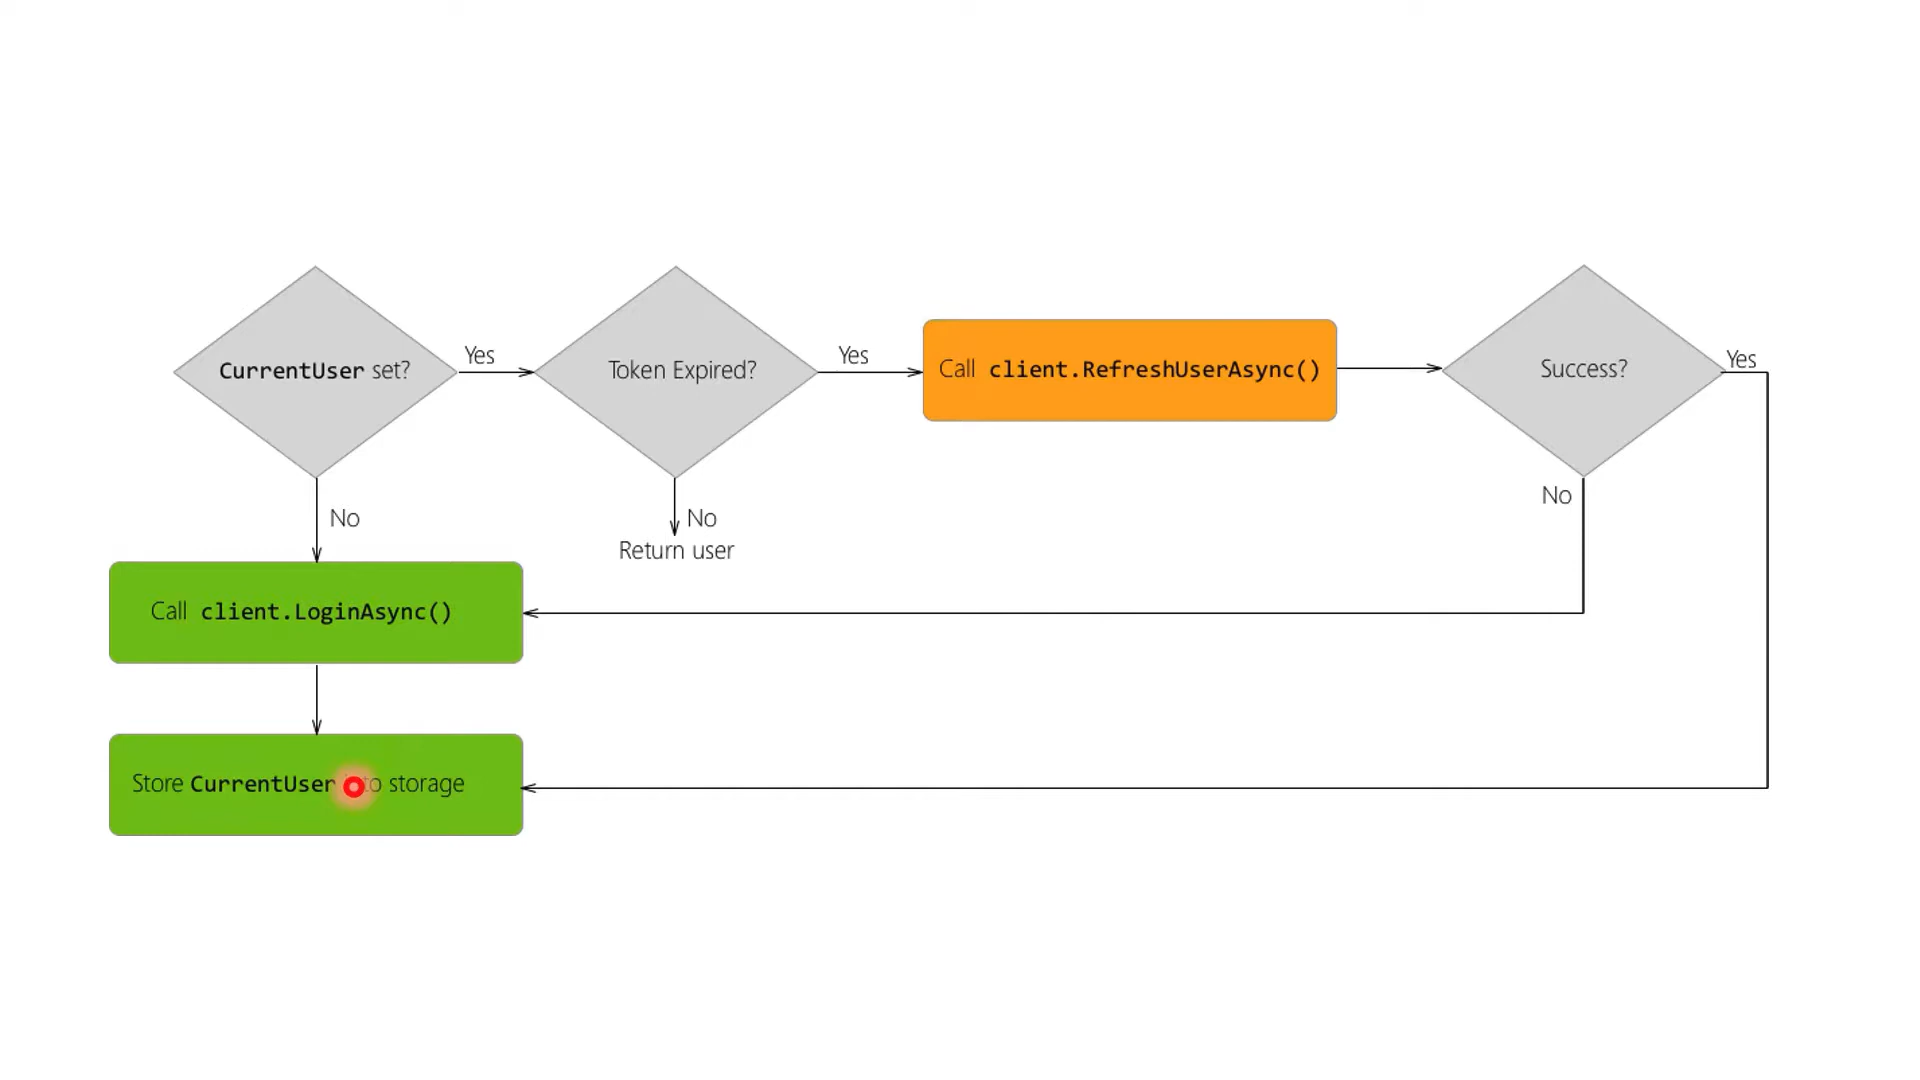 CurrentUser set?
Yes
Token Expired?
Yes
Call client.RefreshUserAsync()
Success?
Yes
No
No
Return user
No
Call client.LoginAsync()
Store CurrentUser storage